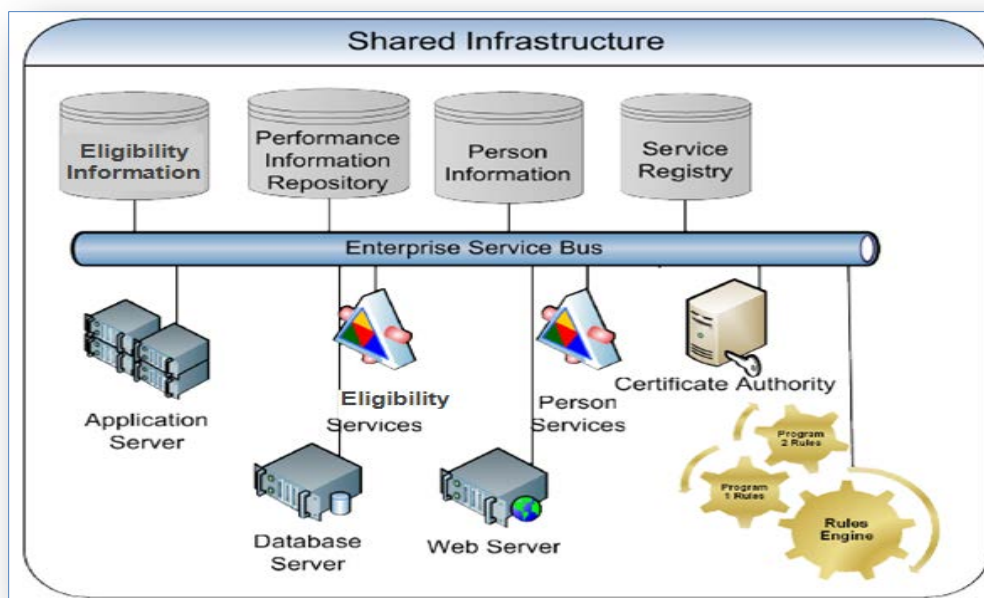 Shared Infrastructure
Eligibility
Information
Performance
Information
Repository
Person
Information
Service
Registry
Enterprise Service Bus
Application
Server
Eligibility
Services
Person
Services
Certificate Authority
Database
Server
Web Server
Program
2 Rules
Program
1 Rules
Rules
Engine